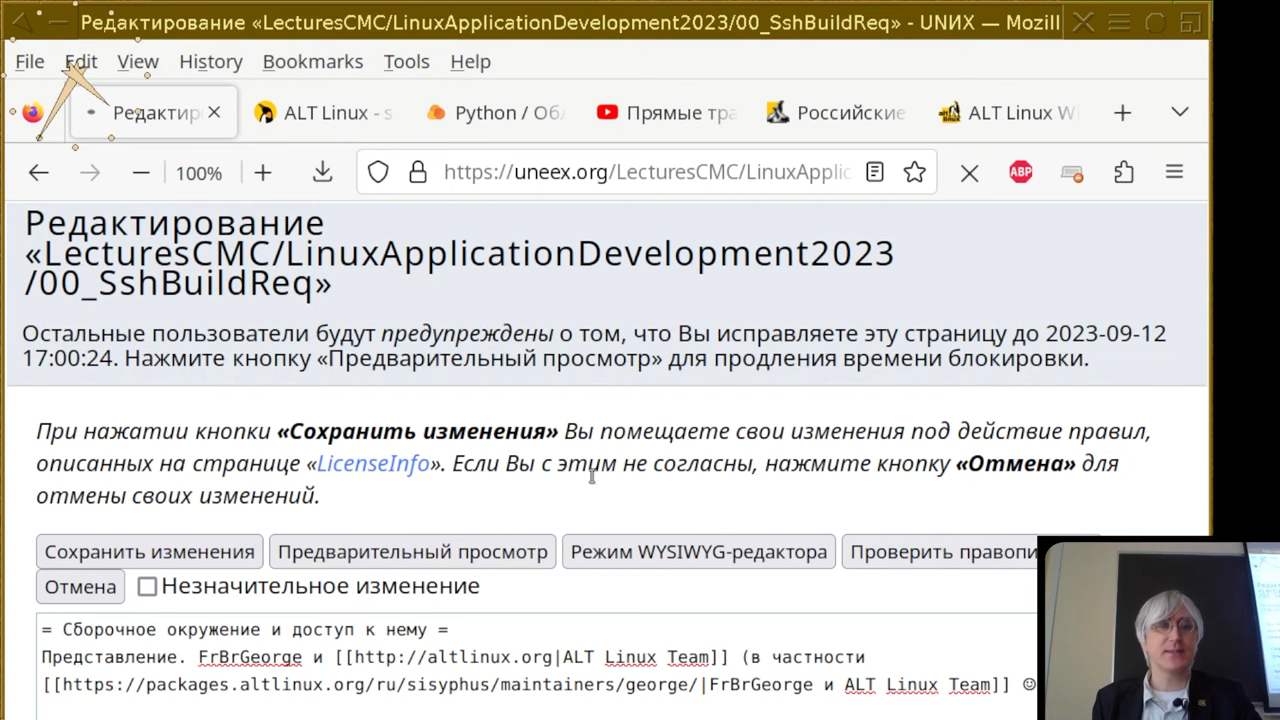 Редактирование «LecturesCMC/LinuxApplicationDevelopment2023/00_SshBuildReq» - UNИX — Mozill
File Edit View History Bookmarks Tools Help
Редактир ALT Linux - s Python / Об Прямые тра Российские ALT Linux W
100% https://uneex.org/LecturesCMC/LinuxApplic ABP
Редактирование
«LecturesCMC/LinuxApplicationDevelopment2023
/00_SshBuildReq»
Остальные пользователи будут предупреждены о том, что Вы исправляете эту страницу до 2023-09-12
17:00:24. Нажмите кнопку «Предварительный просмотр» для продления времени блокировки.
При нажатии кнопки «Сохранить изменения» Вы помещаете свои изменения под действие правил,
описанных на странице «LicenseInfo». Если Вы с этим не согласны, нажмите кнопку «Отмена» для
отмены своих изменений.
Сохранить изменения Предварительный просмотр Режим WYSIWYG-редактора Проверить правопи
Отмена Незначительное изменение
= Сборочное окружение и доступ к нему =
Представление. FrBrGeorge и [[http://altlinux.org|ALT Linux Team]] (в частности
[[https://packages.altlinux.org/ru/sisyphus/maintainers/george/|FrBrGeorge и ALT Linux Team]] ☺